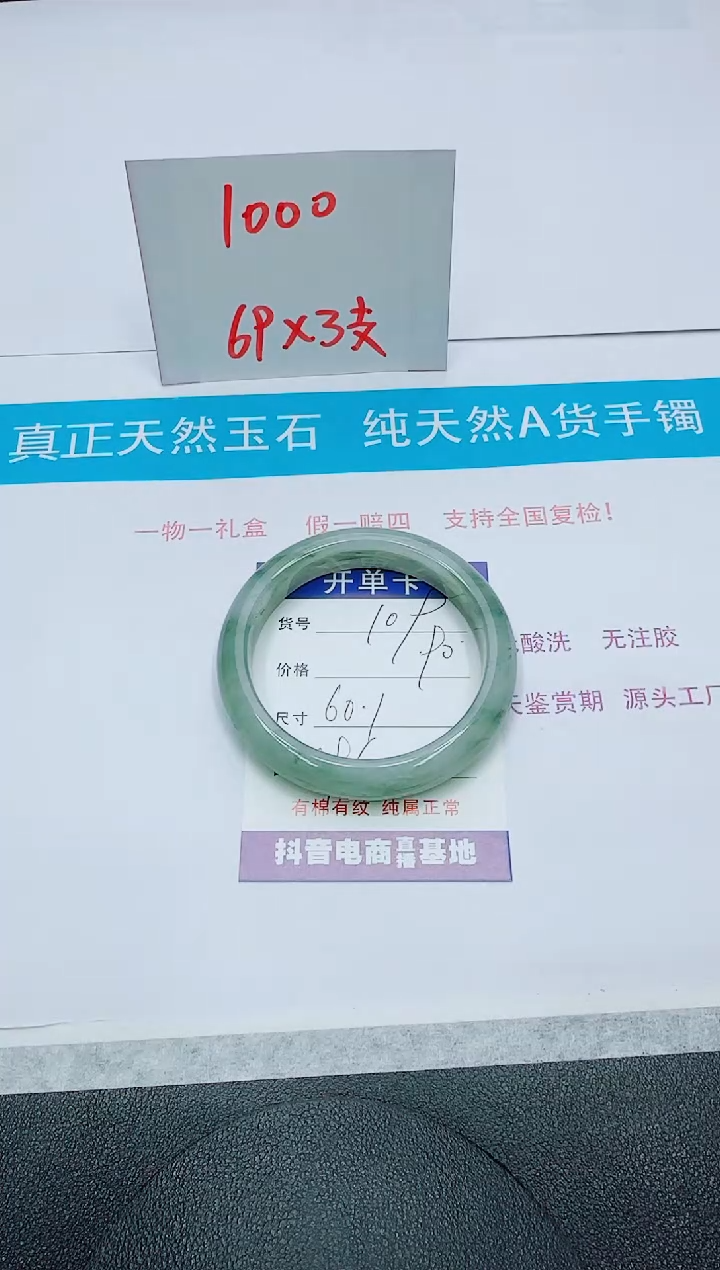 1000
6P×3支
真正天然玉石 纯天然A货手镯
一物一礼盒 假一赔四 支持全国复检！
开单卡
货号 10P
酸洗 无注胶
价格
天鉴赏期 源头工厂
尺寸 60.1
有棉有纹 纯属正常
抖音电商直播基地